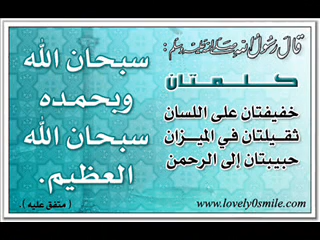 قال رسول الله صلى الله عليه وسلم :
كلمتان
خفيفتان على اللسان
ثقيلتان في الميزان
حبيبتان إلى الرحمن
سبحان الله
وبحمده
سبحان الله
العظيم.
( متفق عليه ).
www.lovely0smile.com